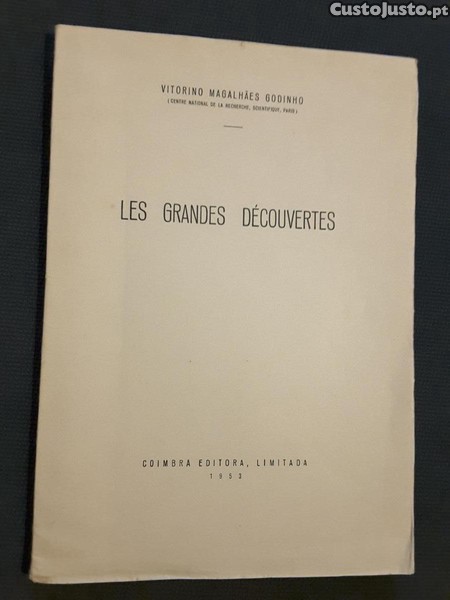 CustoJusto.pt
VITORINO MAGALHÃES GODINHO
(CENTRE NATIONAL DE LA RECHERCHE, SCIENTIFIQUE, PARIS)
LES GRANDES DÉCOUVERTES
COIMBRA EDITORA, LIMITADA
1953